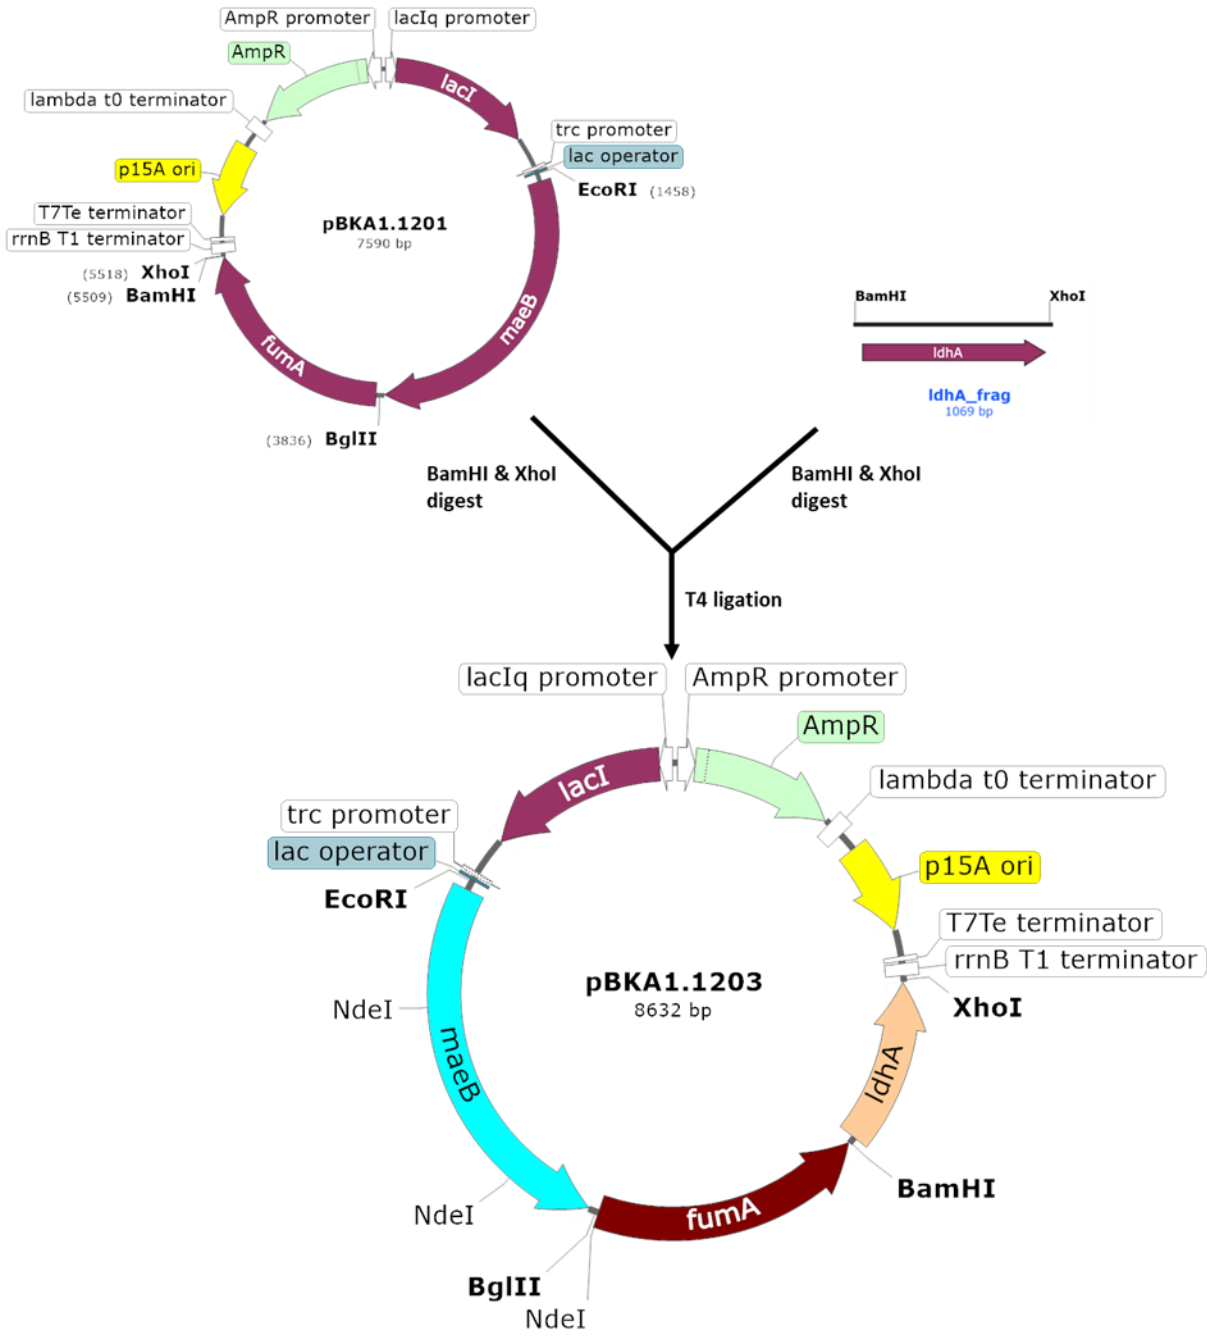 AmpR promoter
lacIq promoter
AmpR
lacI
lambda t0 terminator
trc promoter
lac operator
p15A ori
EcoRI (1458)
T7Te terminator
pBKA1.1201
7590 bp
rrnB T1 terminator
(5518) XhoI
(5509) BamHI
maeB
fumA
(3836) BglII
BamHI
XhoI
ldhA
ldhA_frag
1069 bp
BamHI & XhoI
digest
BamHI & XhoI
digest
T4 ligation
lacIq promoter
AmpR promoter
AmpR
lacI
lambda t0 terminator
trc promoter
lac operator
p15A ori
EcoRI
T7Te terminator
rrnB T1 terminator
pBKA1.1203
8632 bp
XhoI
NdeI
maeB
ldhA
BamHI
NdeI
fumA
BglII
NdeI